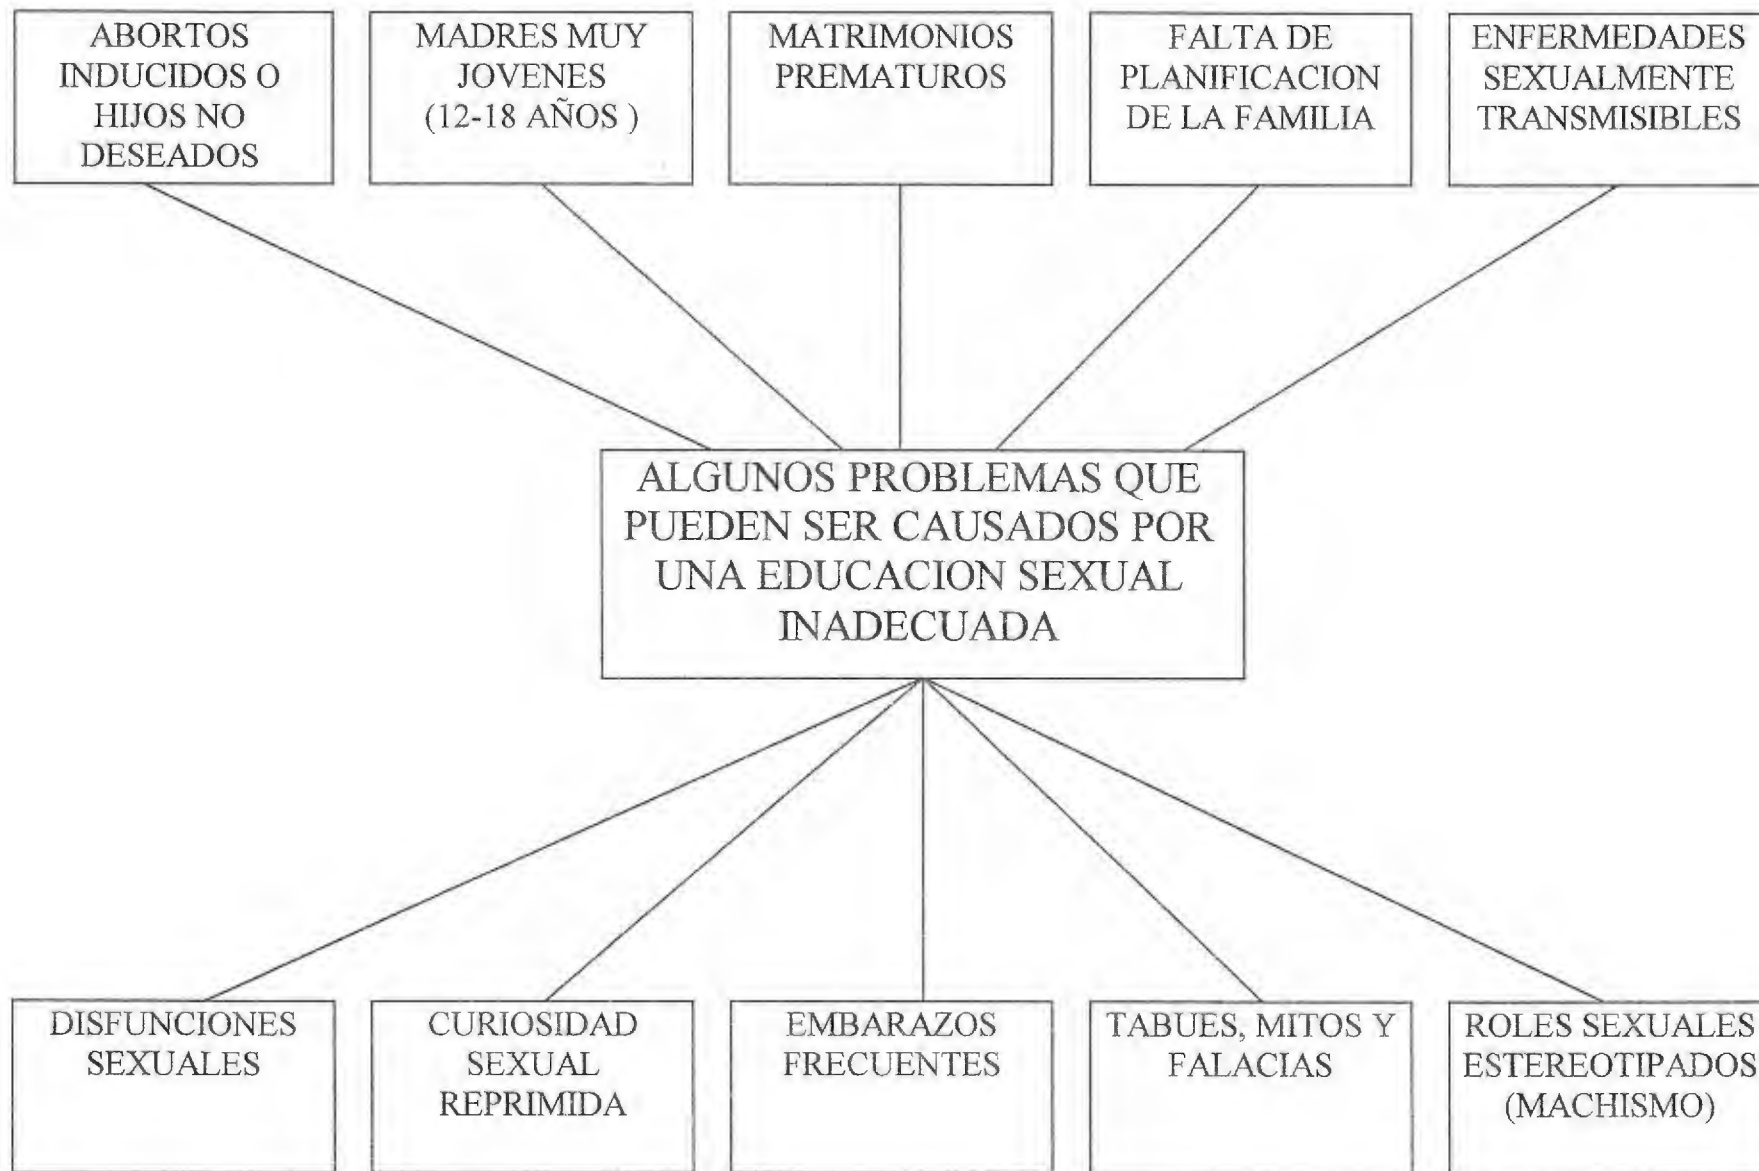 ABORTOS
INDUCIDOS O
HIJOS NO
DESEADOS
MADRES MUY
JOVENES
(12-18 AÑOS )
MATRIMONIOS
PREMATUROS
FALTA DE
PLANIFICACION
DE LA FAMILIA
ENFERMEDADES
SEXUALMENTE
TRANSMISIBLES
ALGUNOS PROBLEMAS QUE
PUEDEN SER CAUSADOS POR
UNA EDUCACION SEXUAL
INADECUADA
DISFUNCIONES
SEXUALES
CURIOSIDAD
SEXUAL
REPRIMIDA
EMBARAZOS
FRECUENTES
TABUES, MITOS Y
FALACIAS
ROLES SEXUALES
ESTEREOTIPADOS
(MACHISMO)